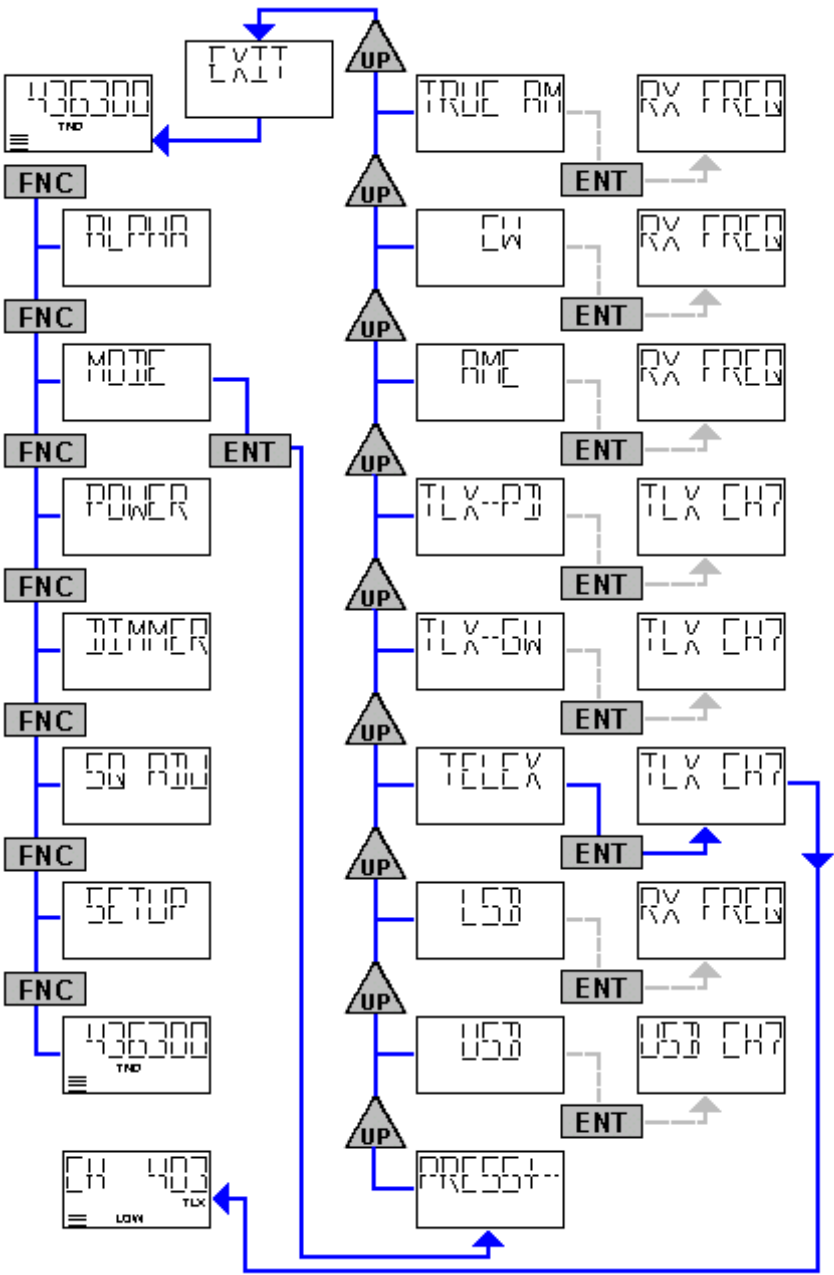 EXIT
436300
TND
FNC
ALPHA
FNC
MODE
ENT
FNC
POWER
FNC
DIMMER
FNC
SQ ADJ
FNC
SETUP
FNC
436300
TND
CH 403
TLX
LOW
UP
TRUE AM
ENT
RX FREQ
UP
CW
ENT
RX FREQ
UP
AME
ENT
RX FREQ
UP
TLX-PD
ENT
TLX CH?
UP
TLX-GW
ENT
TLX CH?
UP
TELEX
ENT
TLX CH?
UP
LSB
ENT
RX FREQ
UP
USB
ENT
USB CH?
UP